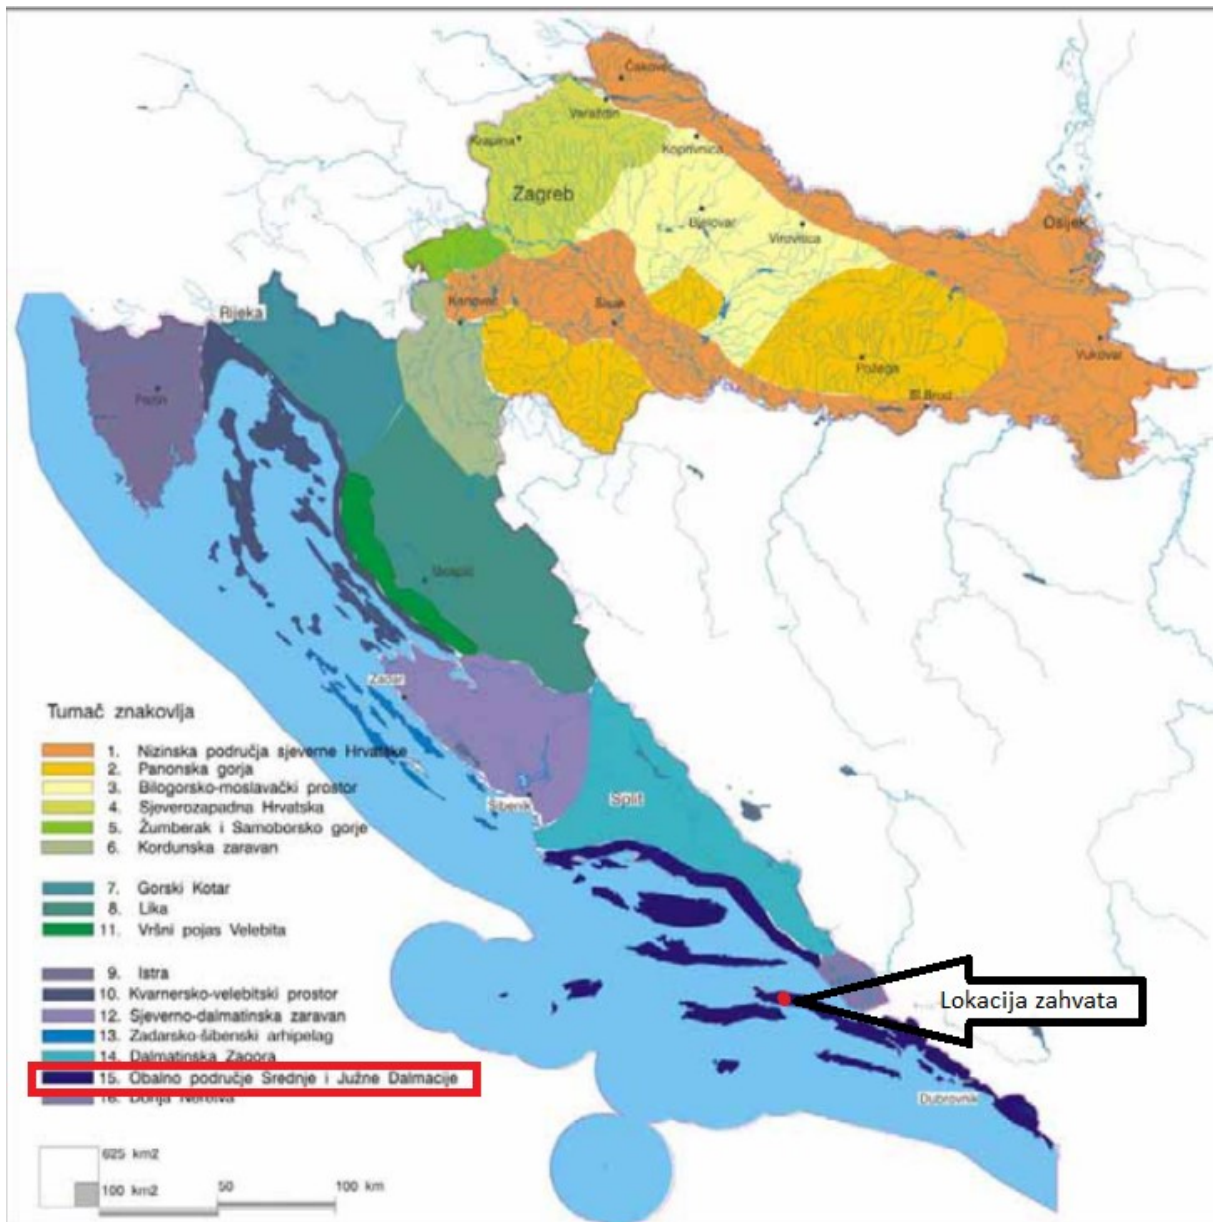 Čakovec
Varaždin
Krapina
Koprivnica
Zagreb
Bjelovar
Virovitica
Osijek
Karlovac
Sisak
Rijeka
Pazin
Požega
Vukovar
Sl.Brod
Gospić
Zadar
Šibenik
Split
Lokacija zahvata
Dubrovnik
Tumač znakovlja
1. Nizinska područja sjeverne Hrvatske
2. Panonska gorja
3. Bilogorsko-moslavački prostor
4. Sjeverozapadna Hrvatska
5. Žumberak i Samoborsko gorje
6. Kordunska zaravan
7. Gorski Kotar
8. Lika
11. Vršni pojas Velebita
9. Istra
10. Kvarnersko-velebitski prostor
12. Sjeverno-dalmatinska zaravan
13. Zadarsko-šibenski arhipelag
14. Dalmatinska Zagora
15. Obalno područje Srednje i Južne Dalmacije
16. Donja Neretva
625 km2
100 km2
50
100 km